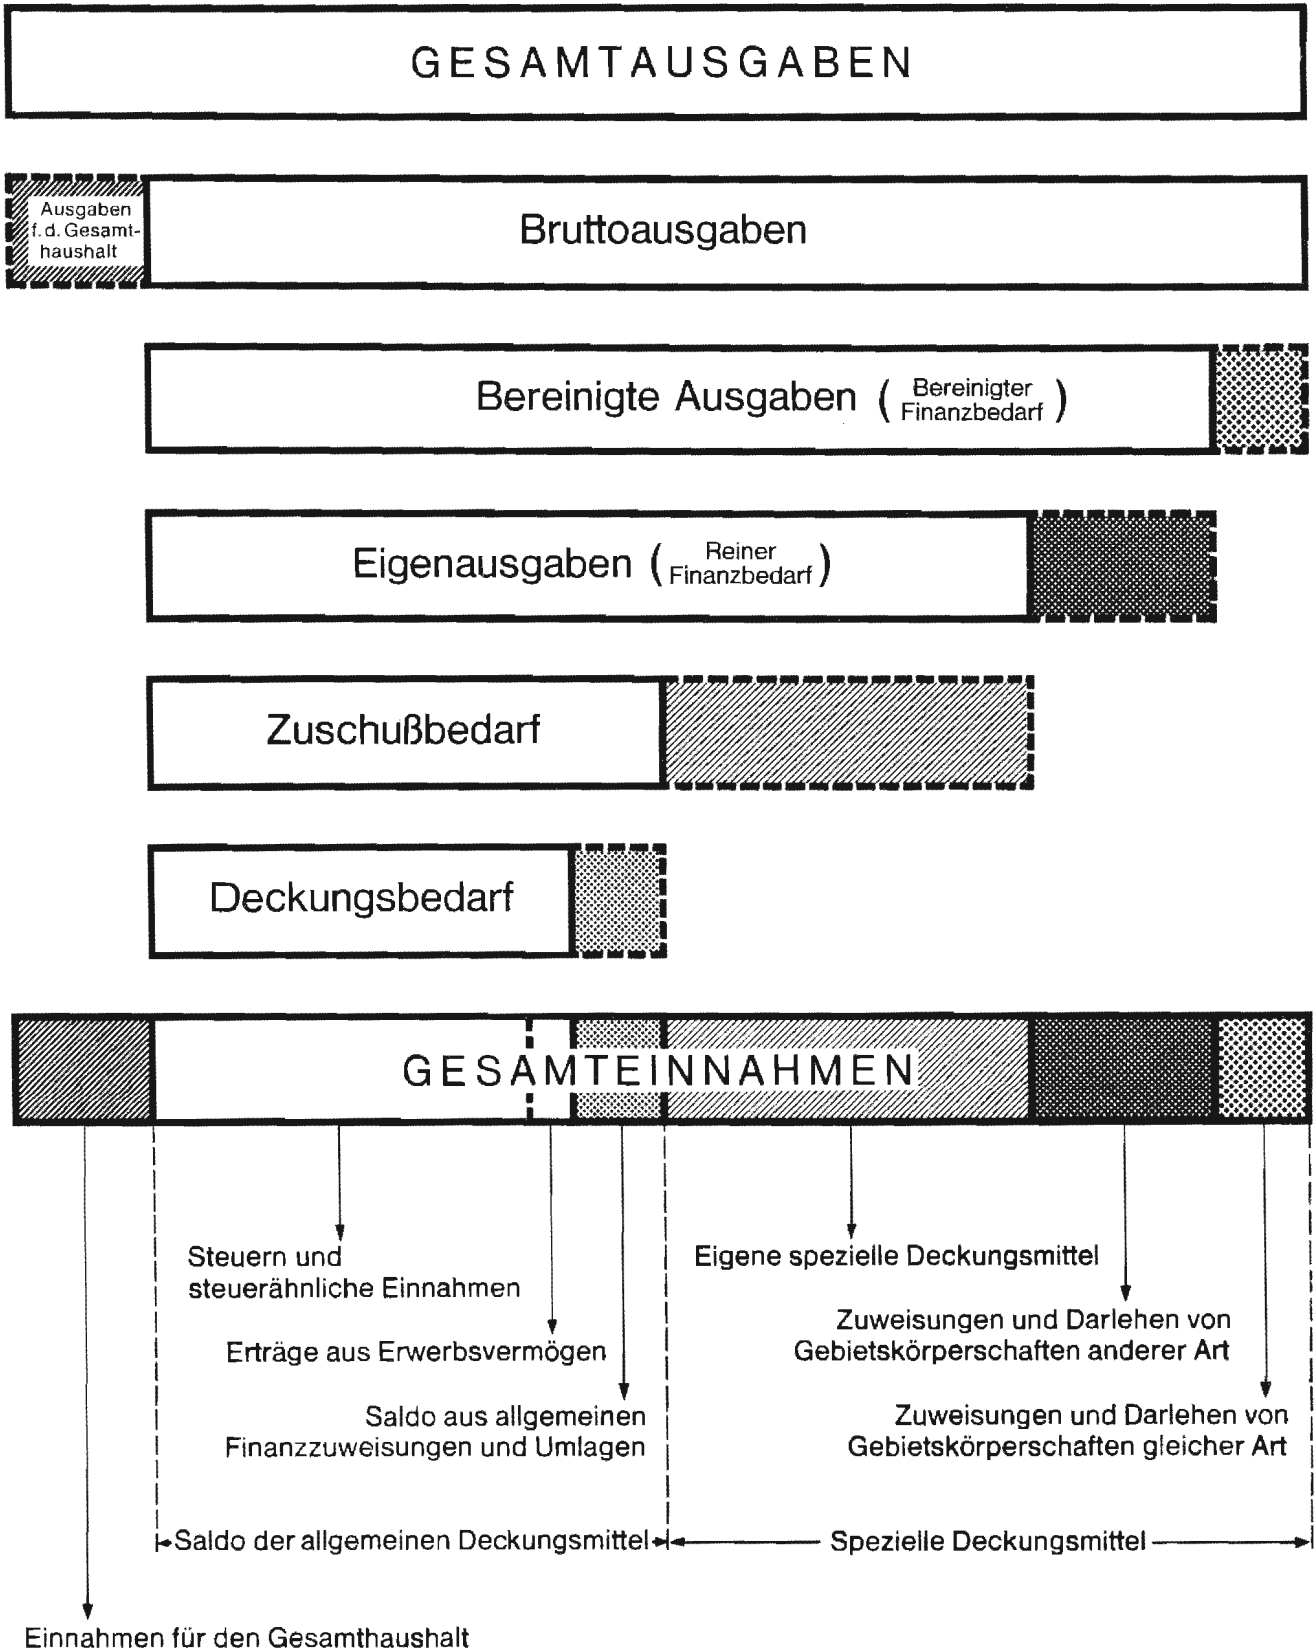 GESAMTAUSGABEN
Ausgaben
f.d. Gesamt-
haushalt
Bruttoausgaben
Bereinigte Ausgaben ( Bereinigter
Finanzbedarf )
Eigenausgaben ( Reiner
Finanzbedarf )
Zuschußbedarf
Deckungsbedarf
GESAMTEINNAHMEN
Steuern und
steuerähnliche Einnahmen
Erträge aus Erwerbsvermögen
Saldo aus allgemeinen
Finanzzuweisungen und Umlagen
Eigene spezielle Deckungsmittel
Zuweisungen und Darlehen von
Gebietskörperschaften anderer Art
Zuweisungen und Darlehen von
Gebietskörperschaften gleicher Art
Saldo der allgemeinen Deckungsmittel
Spezielle Deckungsmittel
Einnahmen für den Gesamthaushalt